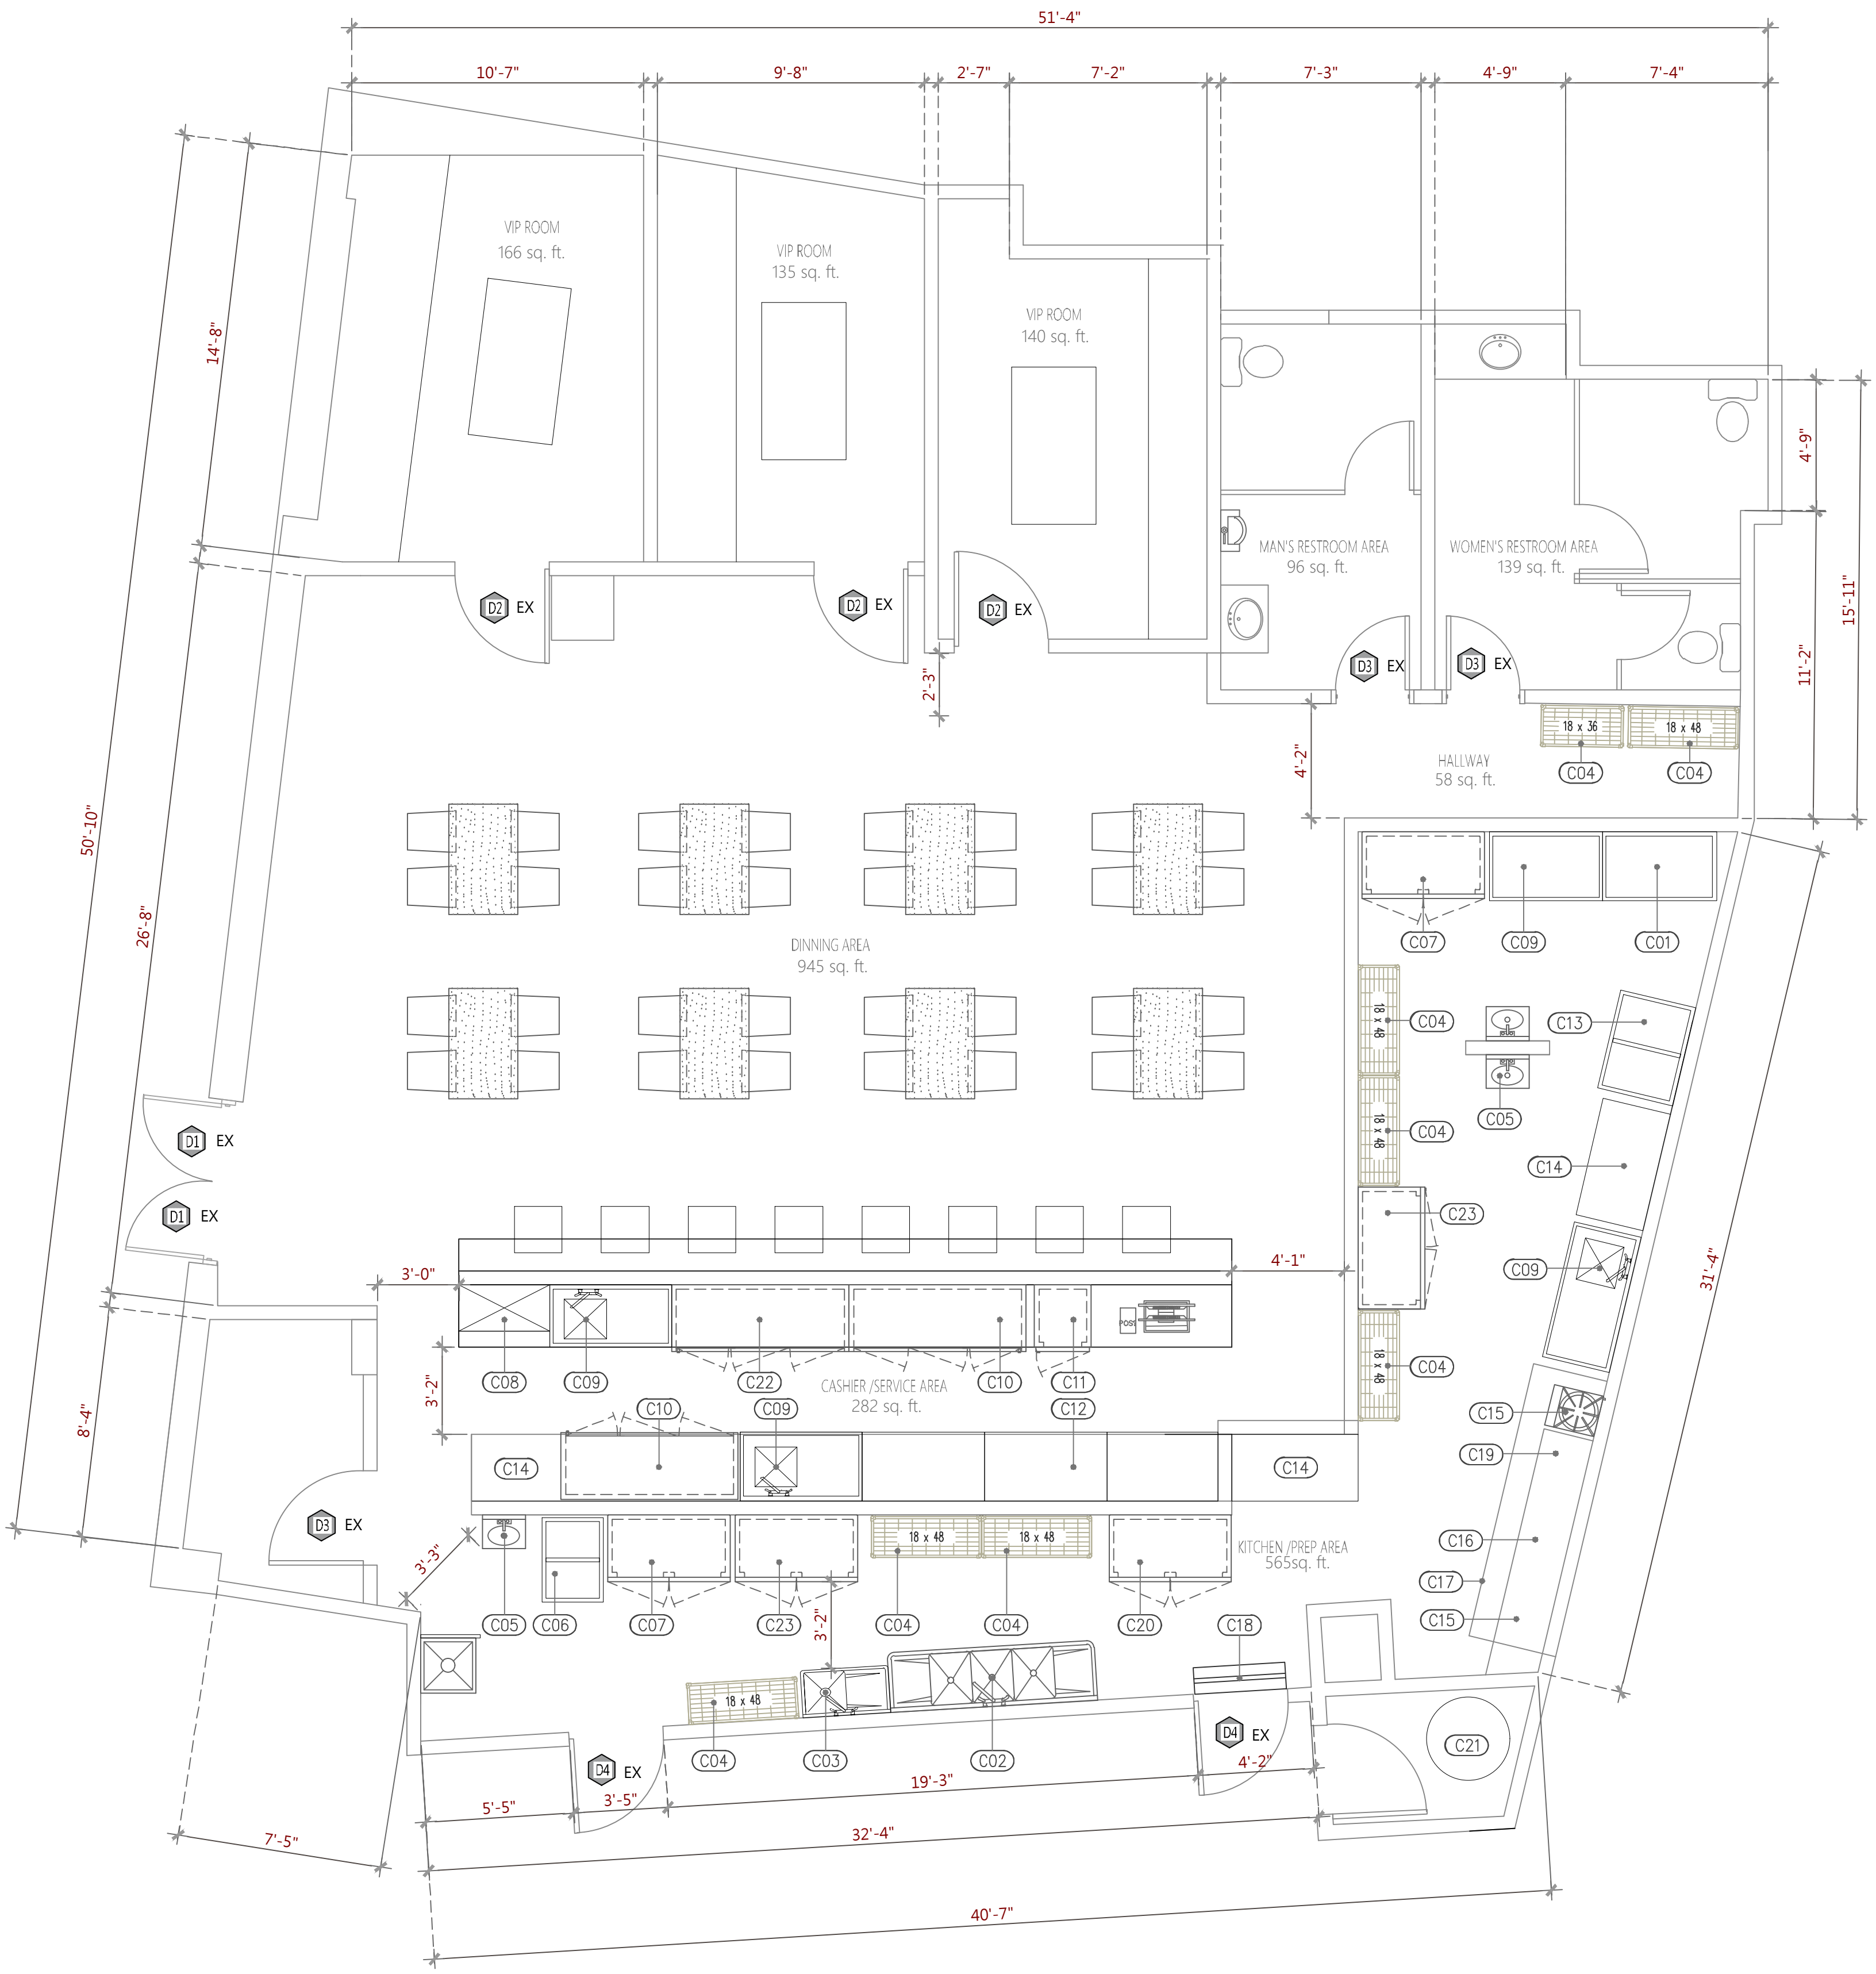 51'-4"
10'-7"
9'-8"
2'-7"
7'-2"
7'-3"
4'-9"
7'-4"
VIP ROOM
166 sq. ft.
VIP ROOM
135 sq. ft.
VIP ROOM
140 sq. ft.
14'-8"
4'-9"
MAN'S RESTROOM AREA
96 sq. ft.
WOMEN'S RESTROOM AREA
139 sq. ft.
15'-11"
D2 EX
D2 EX
D2 EX
D3 EX
D3 EX
11'-2"
2'-3"
18 x 36
18 x 48
4'-2"
HALLWAY
58 sq. ft.
C04
C04
50'-10"
26'-8"
DINNING AREA
945 sq. ft.
C07
C09
C01
18 x 48
C04
C13
C05
18 x 48
C04
D1 EX
C14
D1 EX
C23
31'-4"
3'-0"
4'-1"
C09
POS1
18 x 48
C04
C08
C09
C22
C10
C11
CASHIER /SERVICE AREA
282 sq. ft.
3'-2"
8'-4"
C10
C09
C12
C15
C19
C14
C14
D3 EX
3'-3"
18 x 48
18 x 48
KITCHEN /PREP AREA
565sq. ft.
C16
C17
C15
C05
C06
C07
C23
3'-2"
C04
C04
C20
C18
18 x 48
C04
C03
C02
D4 EX
C21
D4 EX
4'-2"
19'-3"
3'-5"
5'-5"
32'-4"
7'-5"
40'-7"